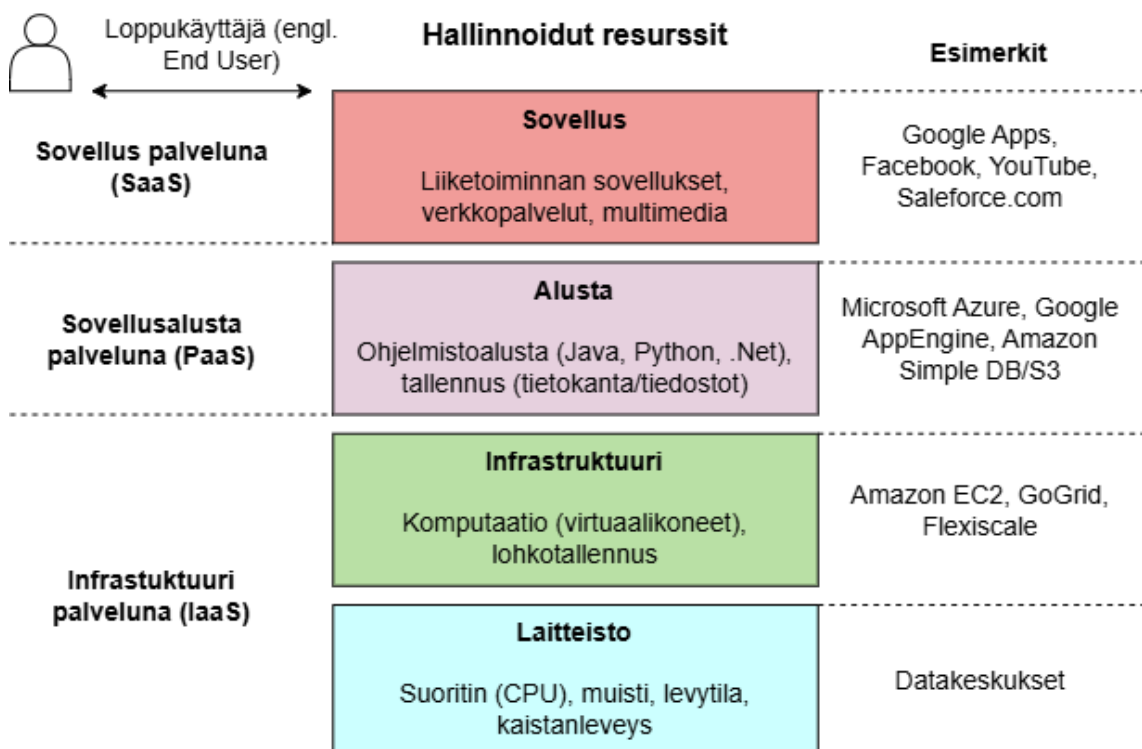 Loppukäyttäjä (engl.
End User)
Hallinnoidut resurssit
Esimerkit
Sovellus palveluna
(SaaS)
Sovellus
Liiketoiminnan sovellukset,
verkkopalvelut, multimedia
Google Apps,
Facebook, YouTube,
Saleforce.com
Sovellusalusta
palveluna (PaaS)
Alusta
Ohjelmistoalusta (Java, Python, .Net),
tallennus (tietokanta/tiedostot)
Microsoft Azure, Google
AppEngine, Amazon
Simple DB/S3
Infrastuktuuri
palveluna (IaaS)
Infrastruktuuri
Komputaatio (virtuaalikoneet),
lohkotallennus
Amazon EC2, GoGrid,
Flexiscale
Laitteisto
Suoritin (CPU), muisti, levytila,
kaistanleveys
Datakeskukset